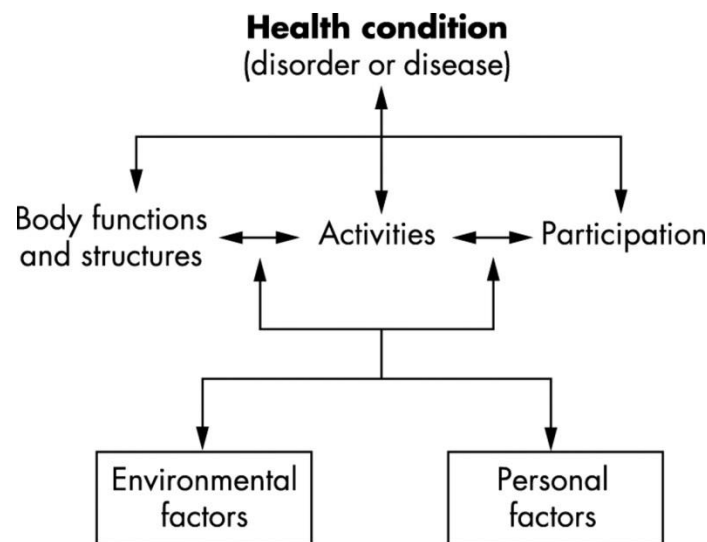 Health condition
(disorder or disease)
Body functions
and structures
Activities
Participation
Environmental
factors
Personal
factors